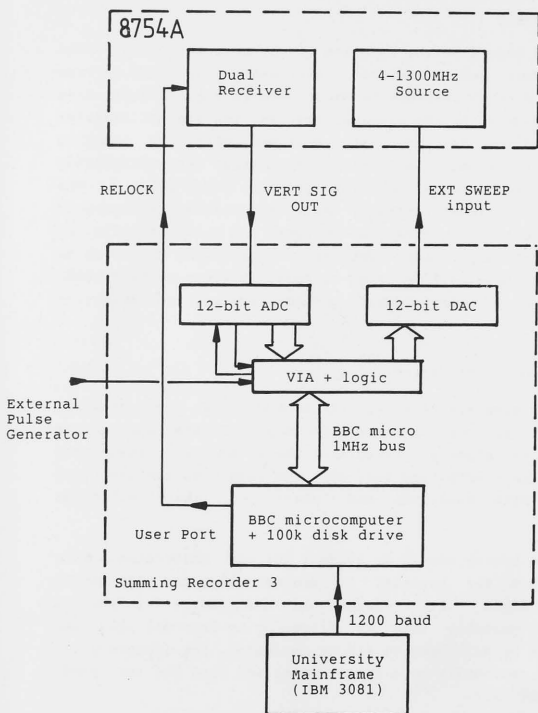 8754A
Dual
Receiver
4-1300MHz
Source
RELOCK
VERT SIG
OUT
EXT SWEEP
input
12-bit ADC
12-bit DAC
VIA + logic
External
Pulse
Generator
BBC micro
1MHz bus
User Port
BBC microcomputer
+ 100k disk drive
Summing Recorder 3
1200 baud
University
Mainframe
(IBM 3081)